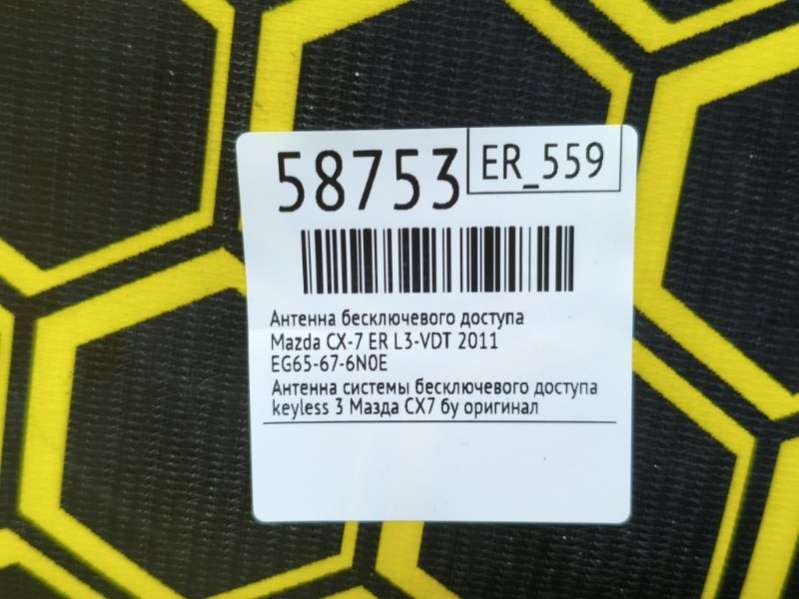 58753
ER_559
Антенна бесключевого доступа
Mazda CX-7 ER L3-VDT 2011
EG65-67-6N0E
Антенна системы бесключевого доступа
keyless 3 Мазда СХ7 бу оригинал